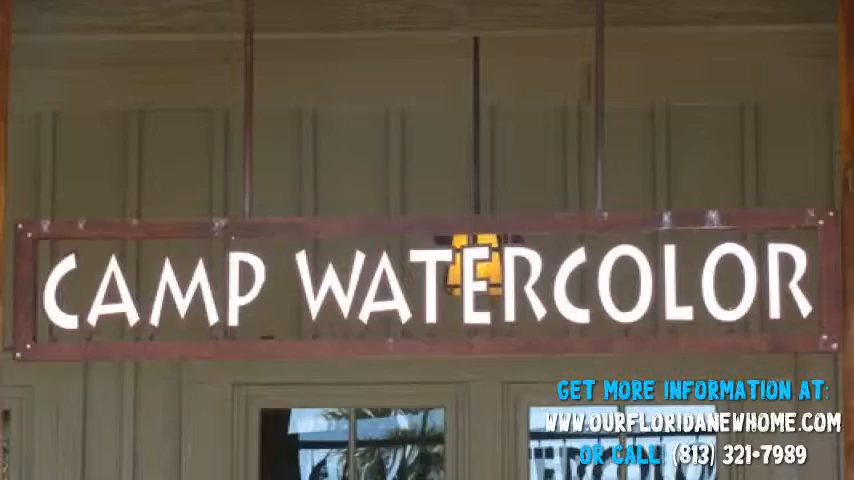 CAMP WATERCOLOR
GET MORE INFORMATION AT:
WWW.OURFLORIDANEWHOME.COM
OR CALL: (813) 321-7989